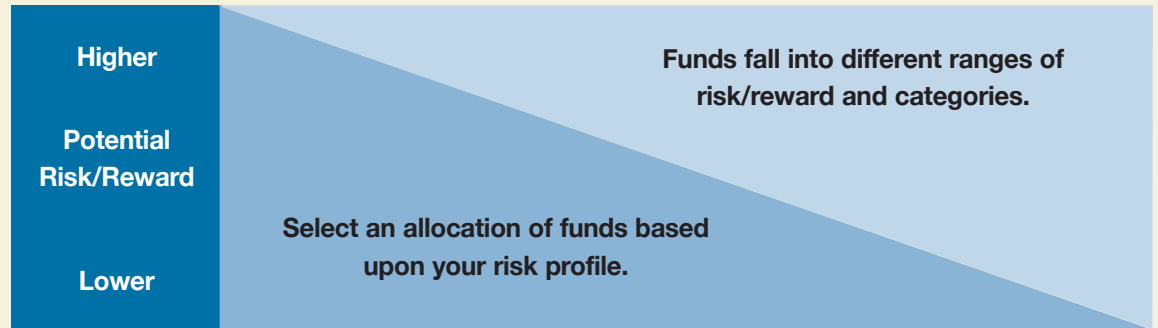 Higher
Potential
Risk/Reward
Lower
Funds fall into different ranges of
risk/reward and categories.
Select an allocation of funds based
upon your risk profile.